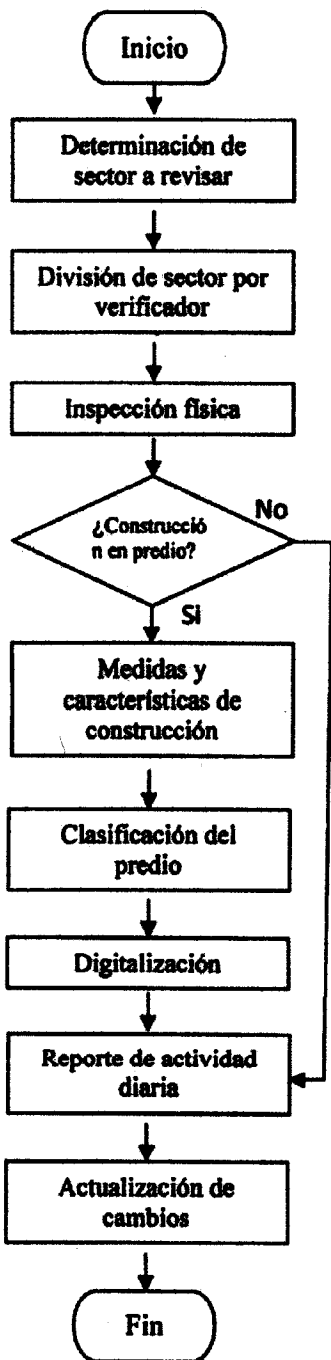 Inicio
Determinación de
sector a revisar
División de sector por
verificador
Inspección física
¿Construcció
n en predio?
No
Si
Medidas y
características de
construcción
Clasificación del
predio
Digitalización
Reporte de actividad
diaria
Actualización de
cambios
Fin